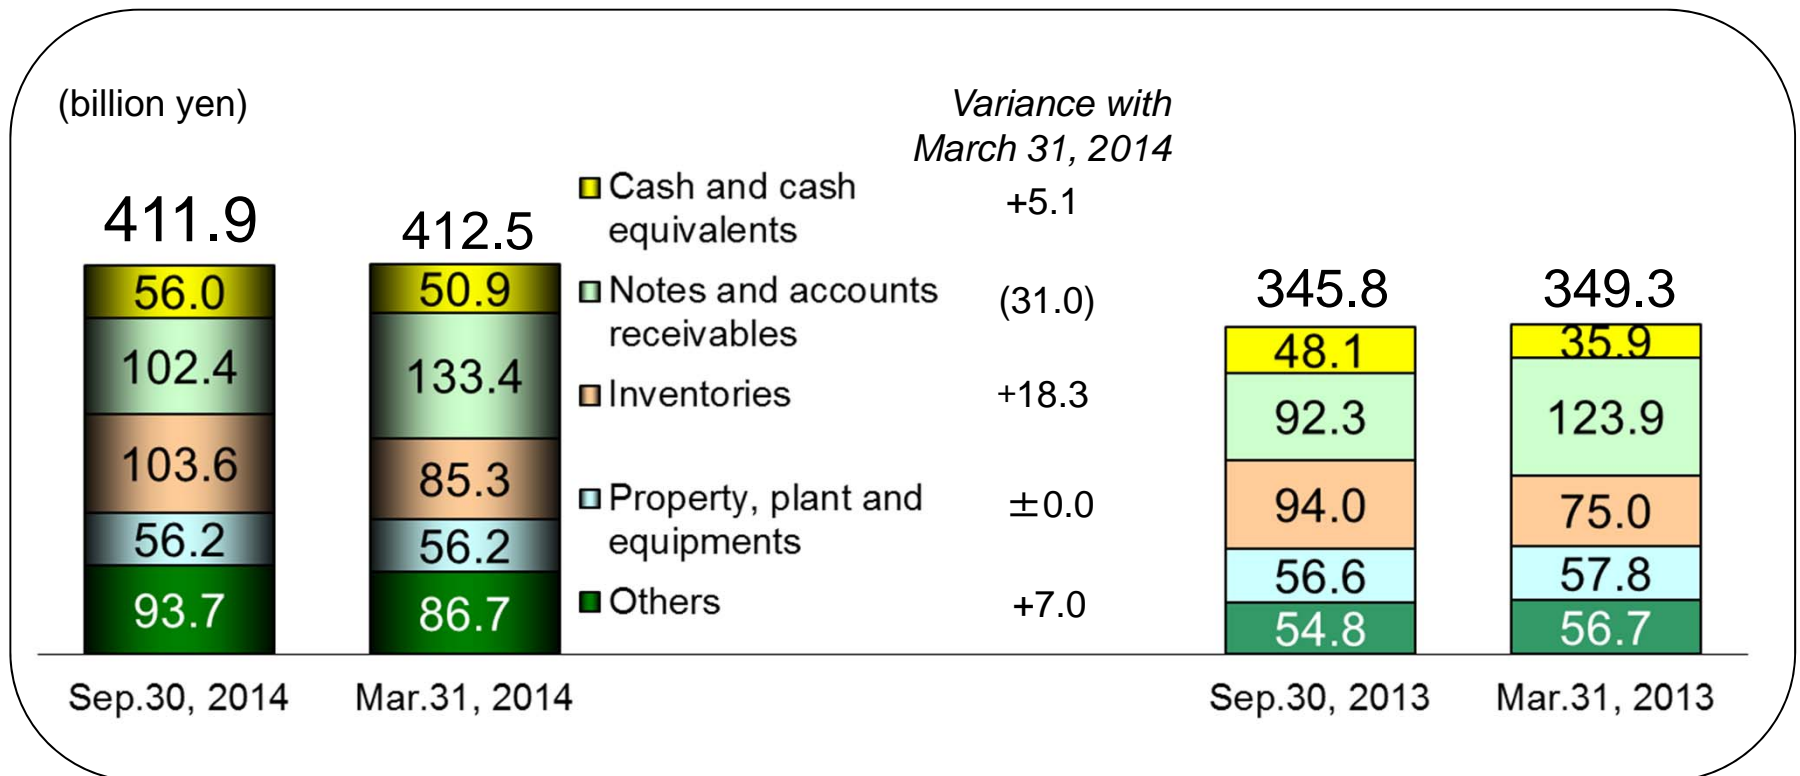 (billion yen)
Variance with
March 31, 2014
411.9
56.0
102.4
103.6
56.2
93.7
Sep.30, 2014
412.5
50.9
133.4
85.3
56.2
86.7
Mar.31, 2014
Cash and cash
equivalents
+5.1
Notes and accounts
receivables
(31.0)
Inventories
+18.3
Property, plant and
equipments
±0.0
Others
+7.0
345.8
48.1
92.3
94.0
56.6
54.8
Sep.30, 2013
349.3
35.9
123.9
75.0
57.8
56.7
Mar.31, 2013